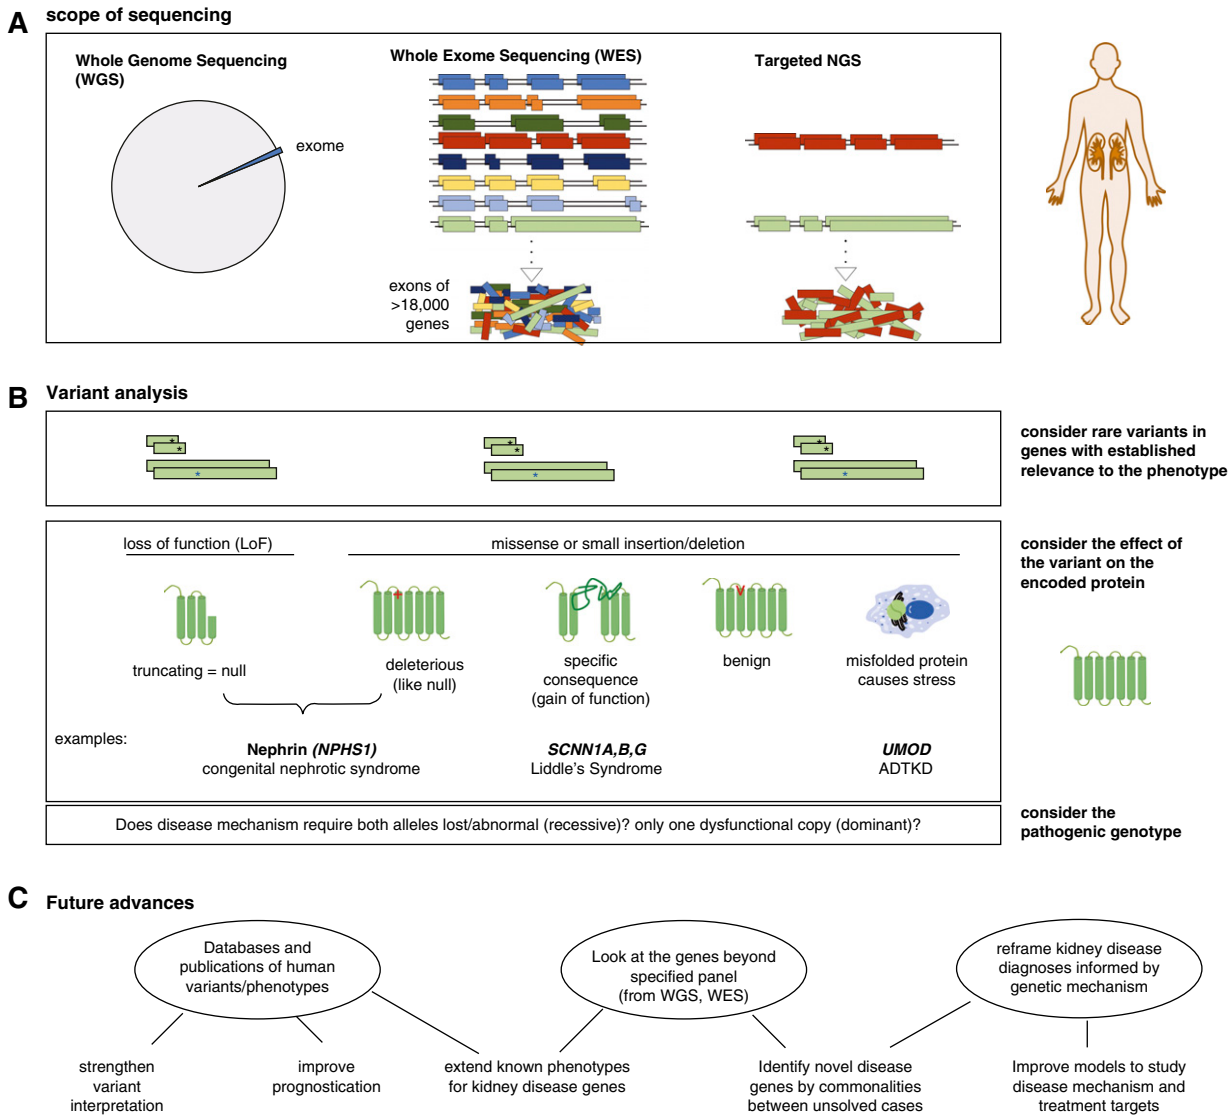 A
scope of sequencing
Whole Genome Sequencing
(WGS)
exome
Whole Exome Sequencing (WES)
exons of
>18,000
genes
Targeted NGS
B
Variant analysis
* * *
* * *
* * *
consider rare variants in
genes with established
relevance to the phenotype
loss of function (LoF)
missense or small insertion/deletion
truncating = null
deleterious
(like null)
specific
consequence
(gain of function)
benign
misfolded protein
causes stress
consider the effect of
the variant on the
encoded protein
examples:
Nephrin (NPHS1)
congenital nephrotic syndrome
SCNN1A,B,G
Liddle's Syndrome
UMOD
ADTKD
Does disease mechanism require both alleles lost/abnormal (recessive)? only one dysfunctional copy (dominant)?
consider the
pathogenic genotype
C
Future advances
Databases and
publications of human
variants/phenotypes
Look at the genes beyond
specified panel
(from WGS, WES)
reframe kidney disease
diagnoses informed by
genetic mechanism
strengthen
variant
interpretation
improve
prognostication
extend known phenotypes
for kidney disease genes
Identify novel disease
genes by commonalities
between unsolved cases
Improve models to study
disease mechanism and
treatment targets